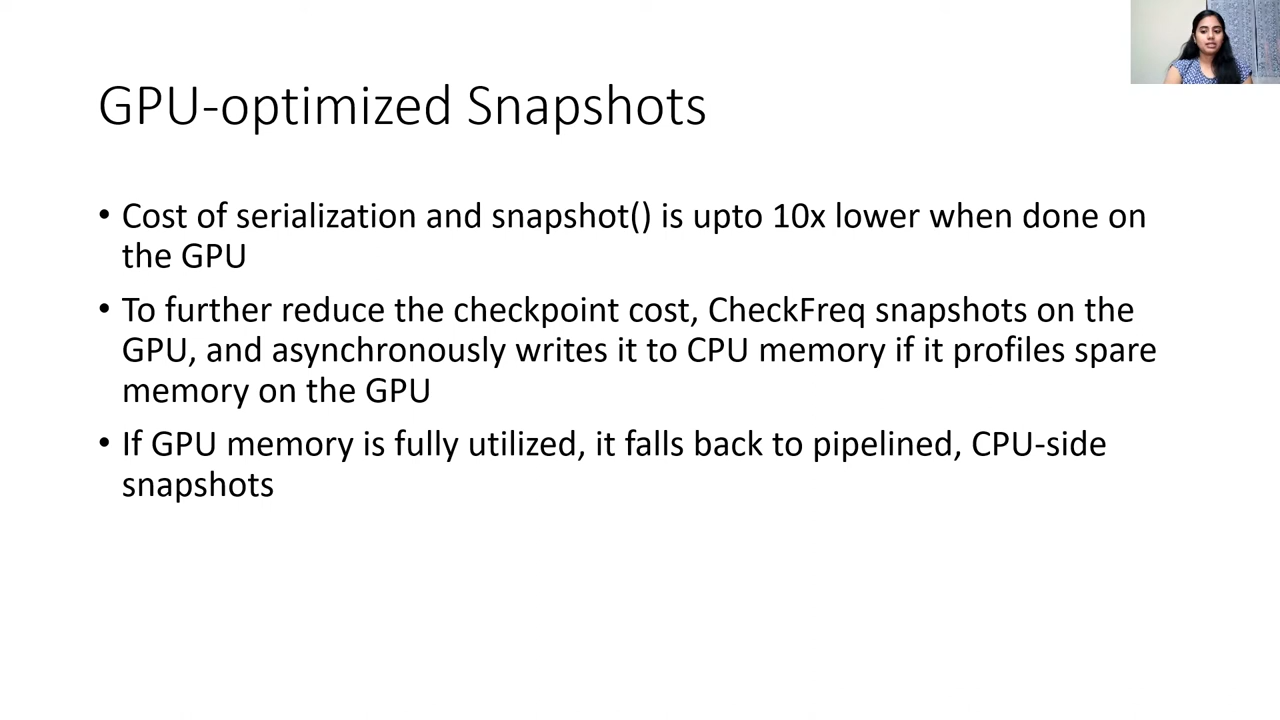 GPU-optimized Snapshots
• Cost of serialization and snapshot() is upto 10x lower when done on
the GPU
• To further reduce the checkpoint cost, CheckFreq snapshots on the
GPU, and asynchronously writes it to CPU memory if it profiles spare
memory on the GPU
• If GPU memory is fully utilized, it falls back to pipelined, CPU-side
snapshots